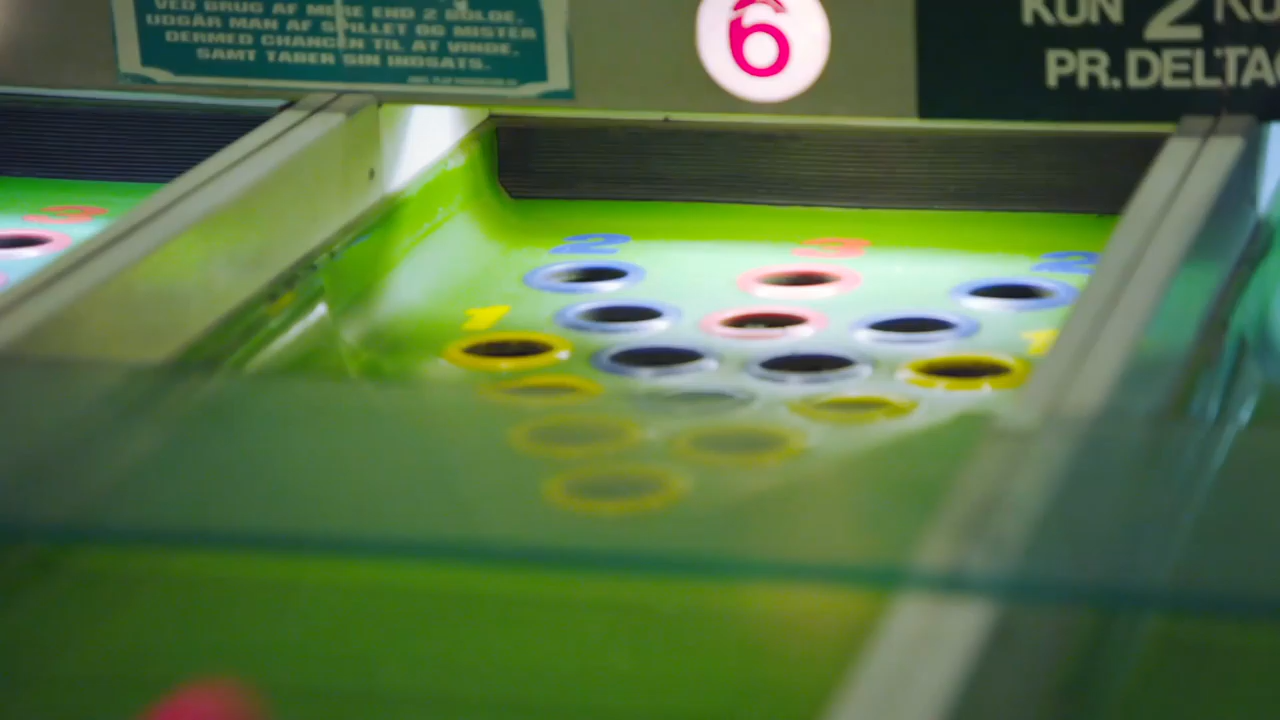 VED BRUG AF MERE END 2 BOLDE,
UDGÅR MAN AF SPILLET OG MISTER
DERMED CHANCEN TIL AT VINDE,
SAMT TABER SIN INDSATS.
6
KUN 2
PR. DELTAG
3
2
3
2
1
1